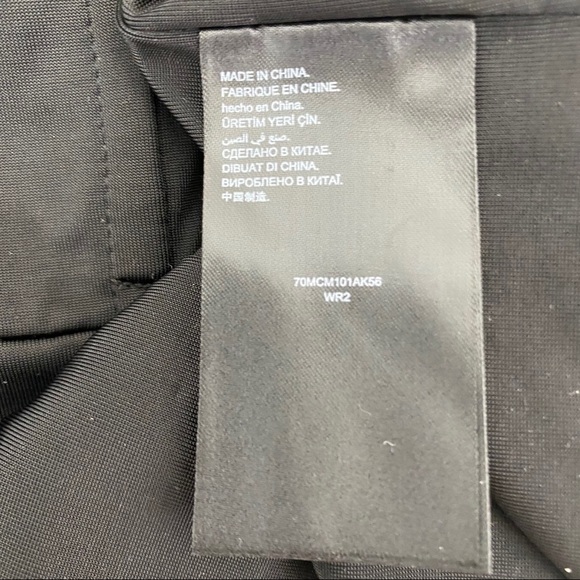 MADE IN CHINA.
FABRIQUE EN CHINE.
hecho en China.
ÜRETİM YERİ ÇİN.
صنع في الصين.
СДЕЛАНО В КИТАЕ.
DIBUAT DI CHINA.
ВИРОБЛЕНО В КИТАЇ.
中国制造.
70MCM101AK56
WR2